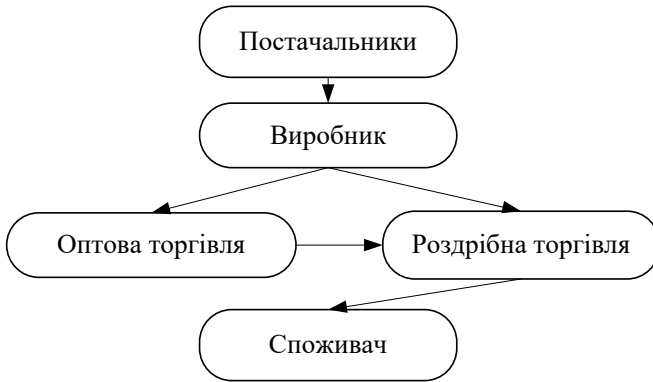 Постачальники
Виробник
Оптова торгівля
Роздрібна торгівля
Споживач